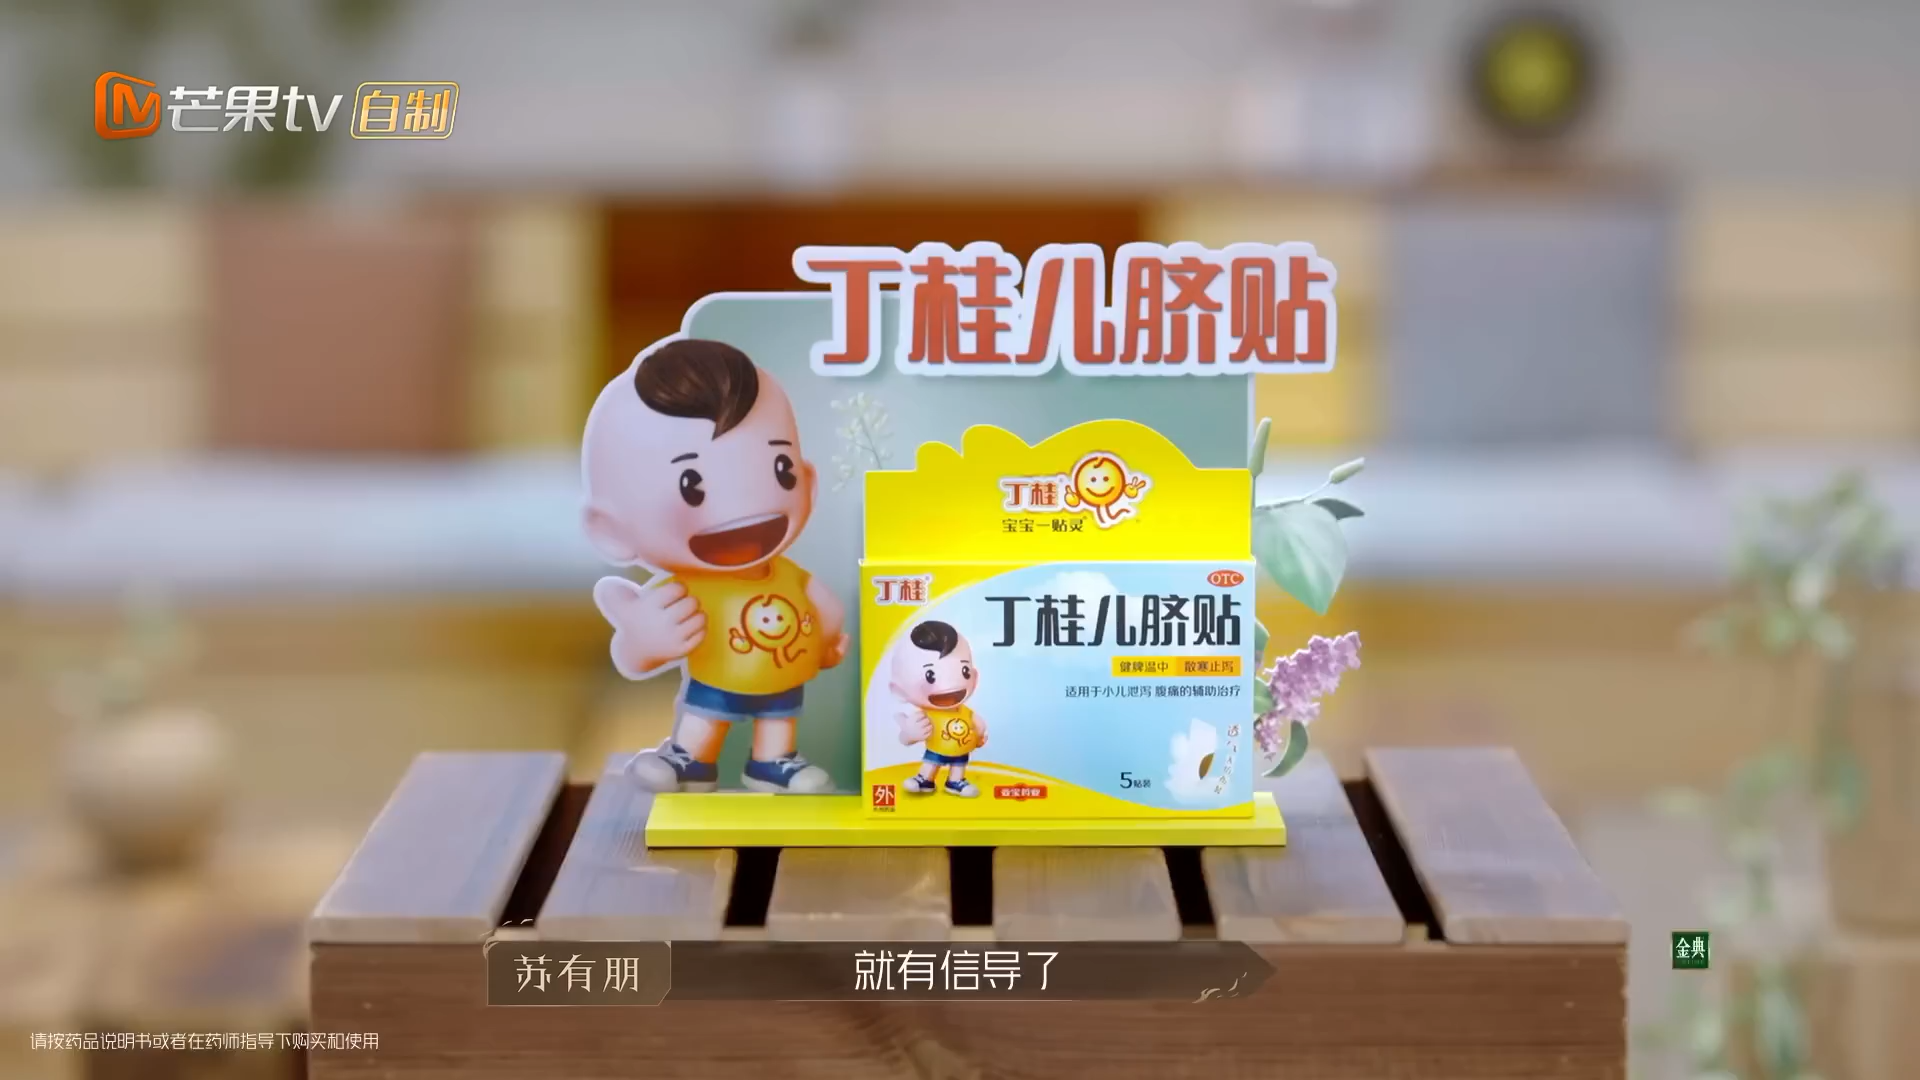 芒果tv 自制
丁桂儿脐贴
丁桂
宝宝一贴灵
丁桂
OTC
丁桂儿脐贴
健脾温中 散寒止泻
适用于小儿泄泻 腹痛的辅助治疗
5贴装
外
亚宝药业
苏有朋
就有信导了
金典
请按药品说明书或者在药师指导下购买和使用